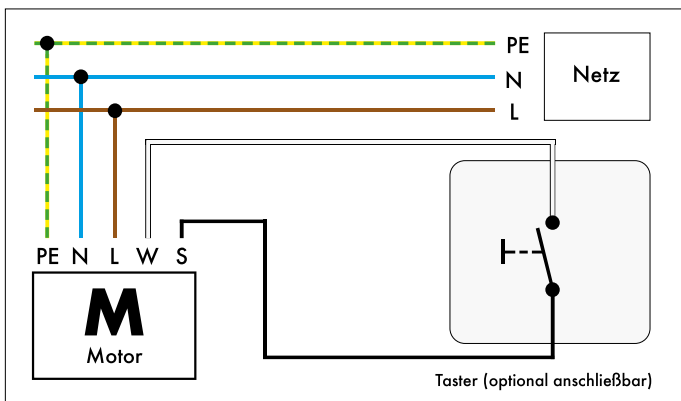 PE
N
Netz
L
PE N L W S
M
Motor
Taster (optional anschließbar)